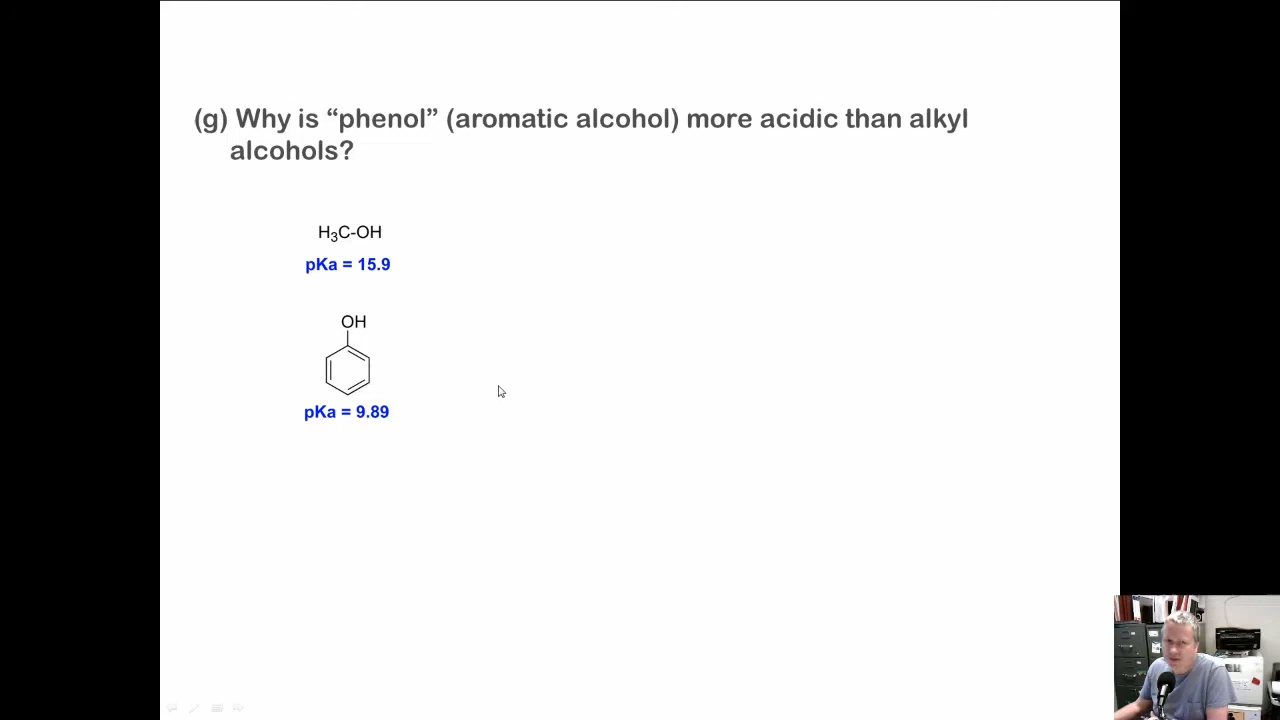 (g) Why is “phenol” (aromatic alcohol) more acidic than alkyl
alcohols?
H₃C-OH
pKa = 15.9
OH
pKa = 9.89